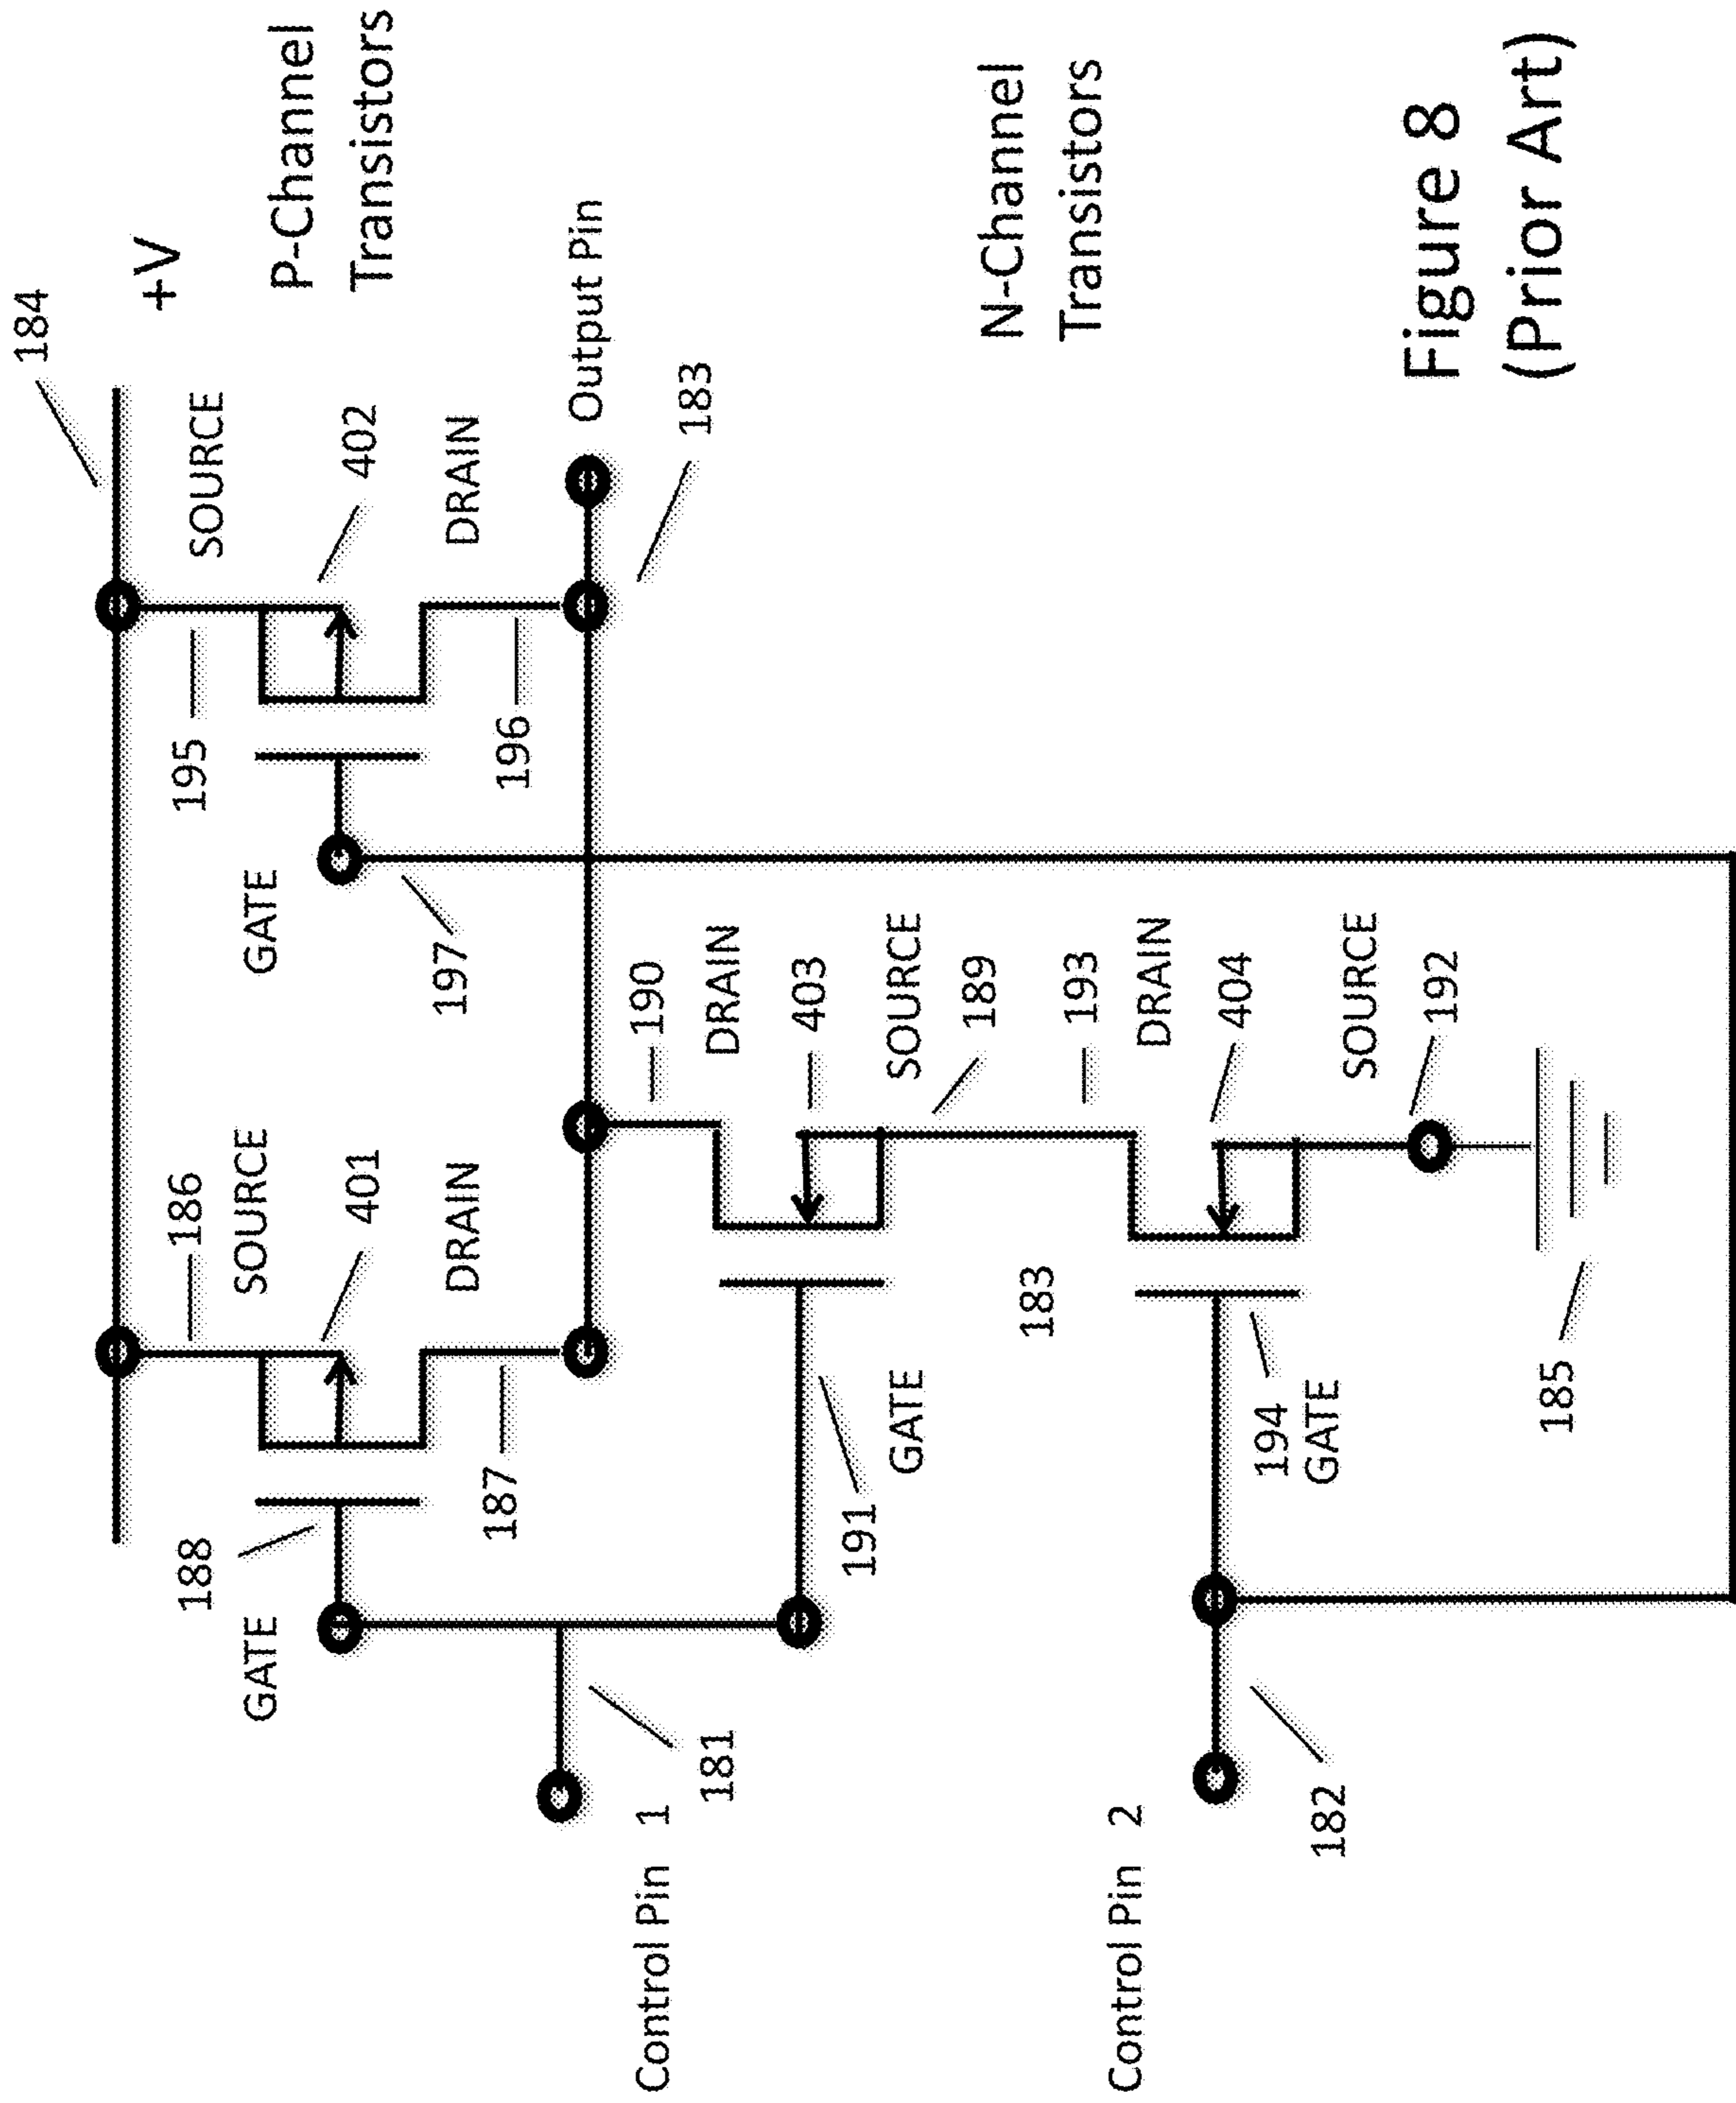 184
+V
P-Channel
Transistors
186
SOURCE
401
DRAIN
195
SOURCE
402
DRAIN
188
GATE
187
GATE
197
196
Output Pin
183
181
Control Pin 1
190
DRAIN
403
SOURCE
189
191
GATE
N-Channel
Transistors
183
193
DRAIN
404
SOURCE
192
194
GATE
Control Pin 2
182
185
Figure 8
(Prior Art)